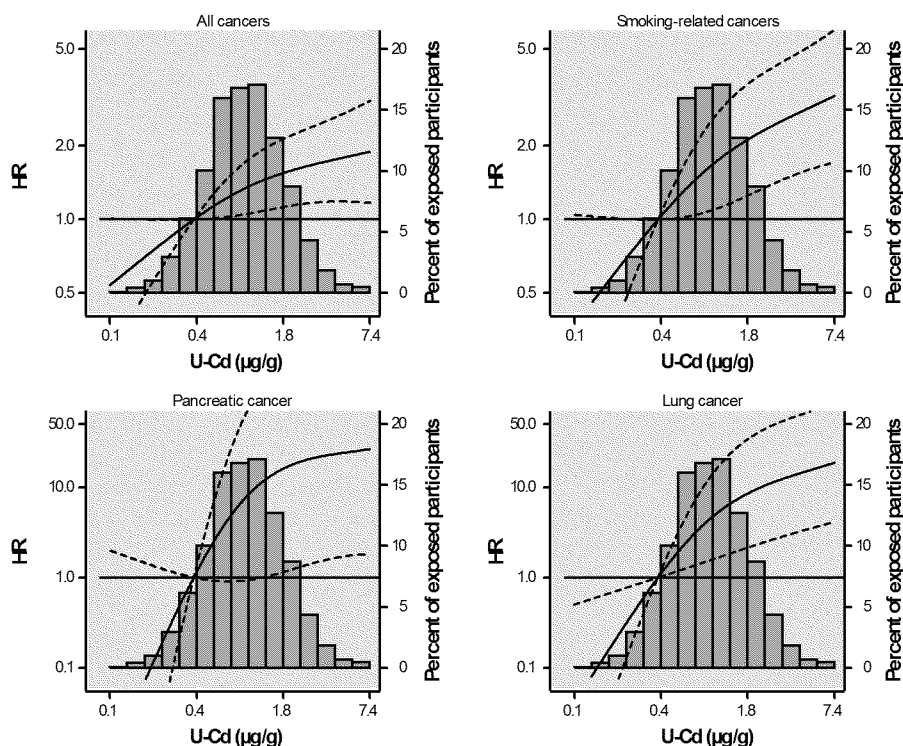 All cancers
Smoking-related cancers
5.0
2.0
1.0
0.5
HR
20
15
10
5
0
Percent of exposed participants
0.1 0.4 1.8 7.4
U-Cd (µg/g)
5.0
2.0
1.0
0.5
HR
20
15
10
5
0
Percent of exposed participants
0.1 0.4 1.8 7.4
U-Cd (µg/g)
Pancreatic cancer
Lung cancer
50.0
10.0
1.0
0.1
HR
20
15
10
5
0
Percent of exposed participants
0.1 0.4 1.8 7.4
U-Cd (µg/g)
50.0
10.0
1.0
0.1
HR
20
15
10
5
0
Percent of exposed participants
0.1 0.4 1.8 7.4
U-Cd (µg/g)